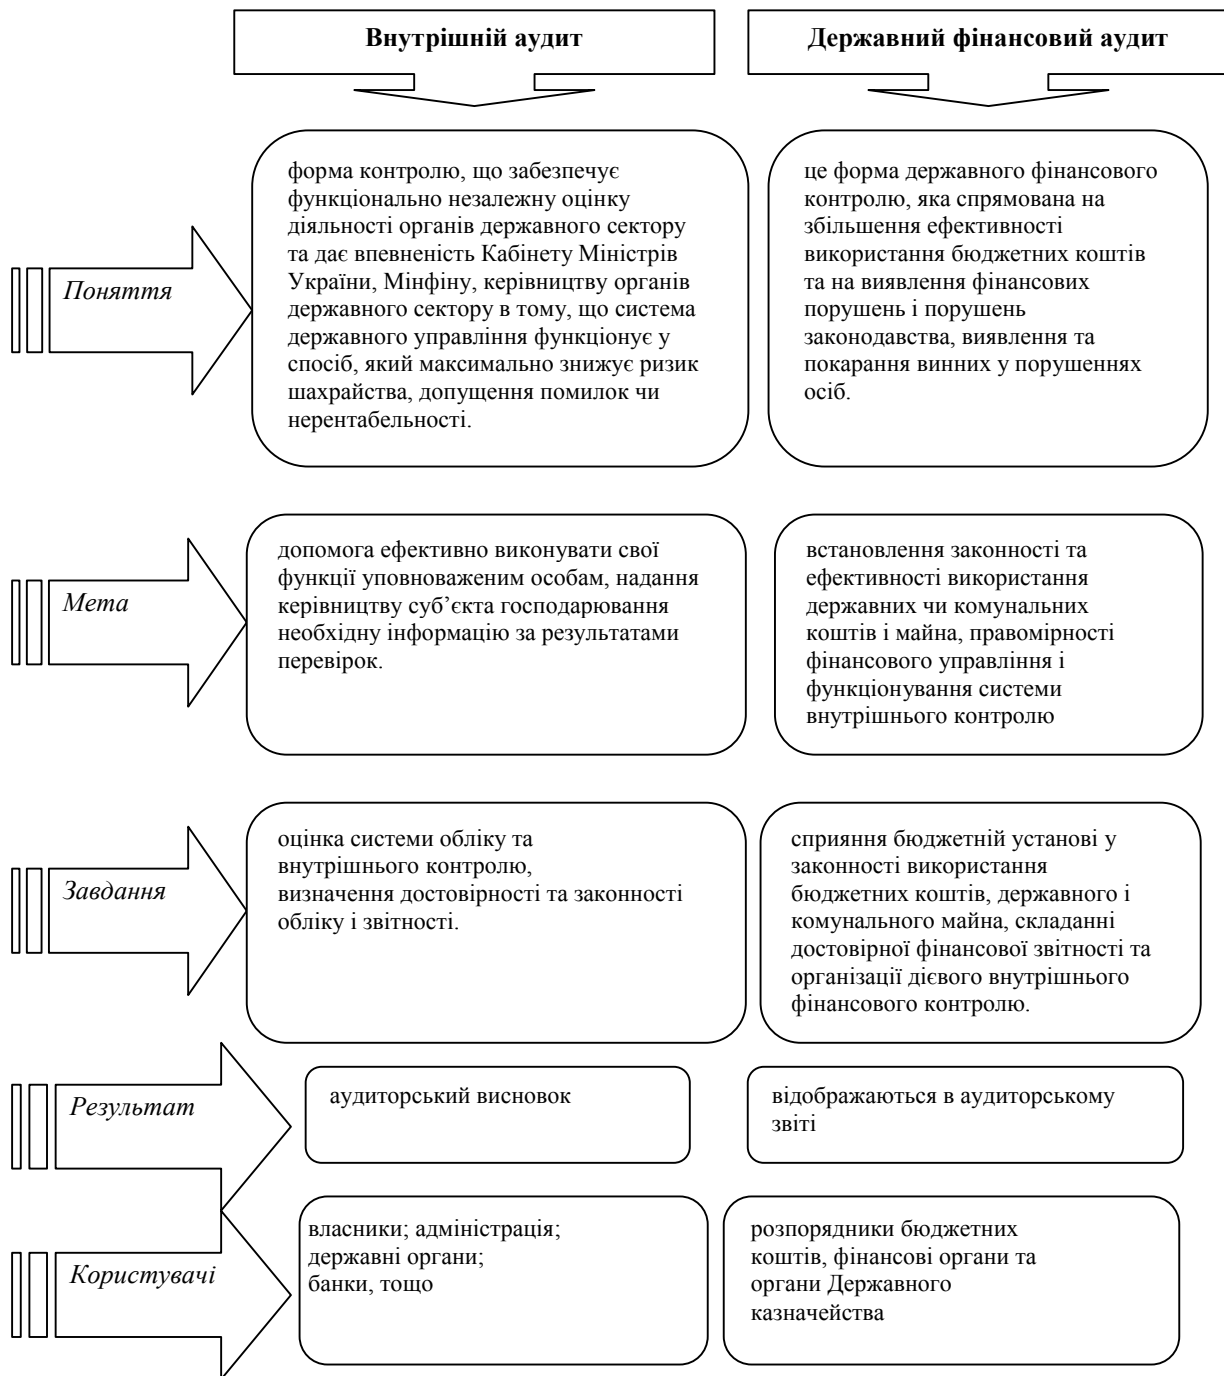 Внутрішній аудит
Державний фінансовий аудит
Поняття
форма контролю, що забезпечує
функціонально незалежну оцінку
діяльності органів державного сектору
та дає впевненість Кабінету Міністрів
України, Мінфіну, керівництву органів
державного сектору в тому, що система
державного управління функціонує у
спосіб, який максимально знижує ризик
шахрайства, допущення помилок чи
нерентабельності.
це форма державного фінансового
контролю, яка спрямована на
збільшення ефективності
використання бюджетних коштів
та на виявлення фінансових
порушень і порушень
законодавства, виявлення та
покарання винних у порушеннях
осіб.
Мета
допомога ефективно виконувати свої
функції уповноваженим особам, надання
керівництву суб’єкта господарювання
необхідну інформацію за результатами
перевірок.
встановлення законності та
ефективності використання
державних чи комунальних
коштів і майна, правомірності
фінансового управління і
функціонування системи
внутрішнього контролю
Завдання
оцінка системи обліку та
внутрішнього контролю,
визначення достовірності та законності
обліку і звітності.
сприяння бюджетній установі у
законності використання
бюджетних коштів, державного і
комунального майна, складанні
достовірної фінансової звітності та
організації дієвого внутрішнього
фінансового контролю.
Результат
аудиторський висновок
відображаються в аудиторському
звіті
Користувачі
власники; адміністрація;
державні органи;
банки, тощо
розпорядники бюджетних
коштів, фінансові органи та
органи Державного
казначейства